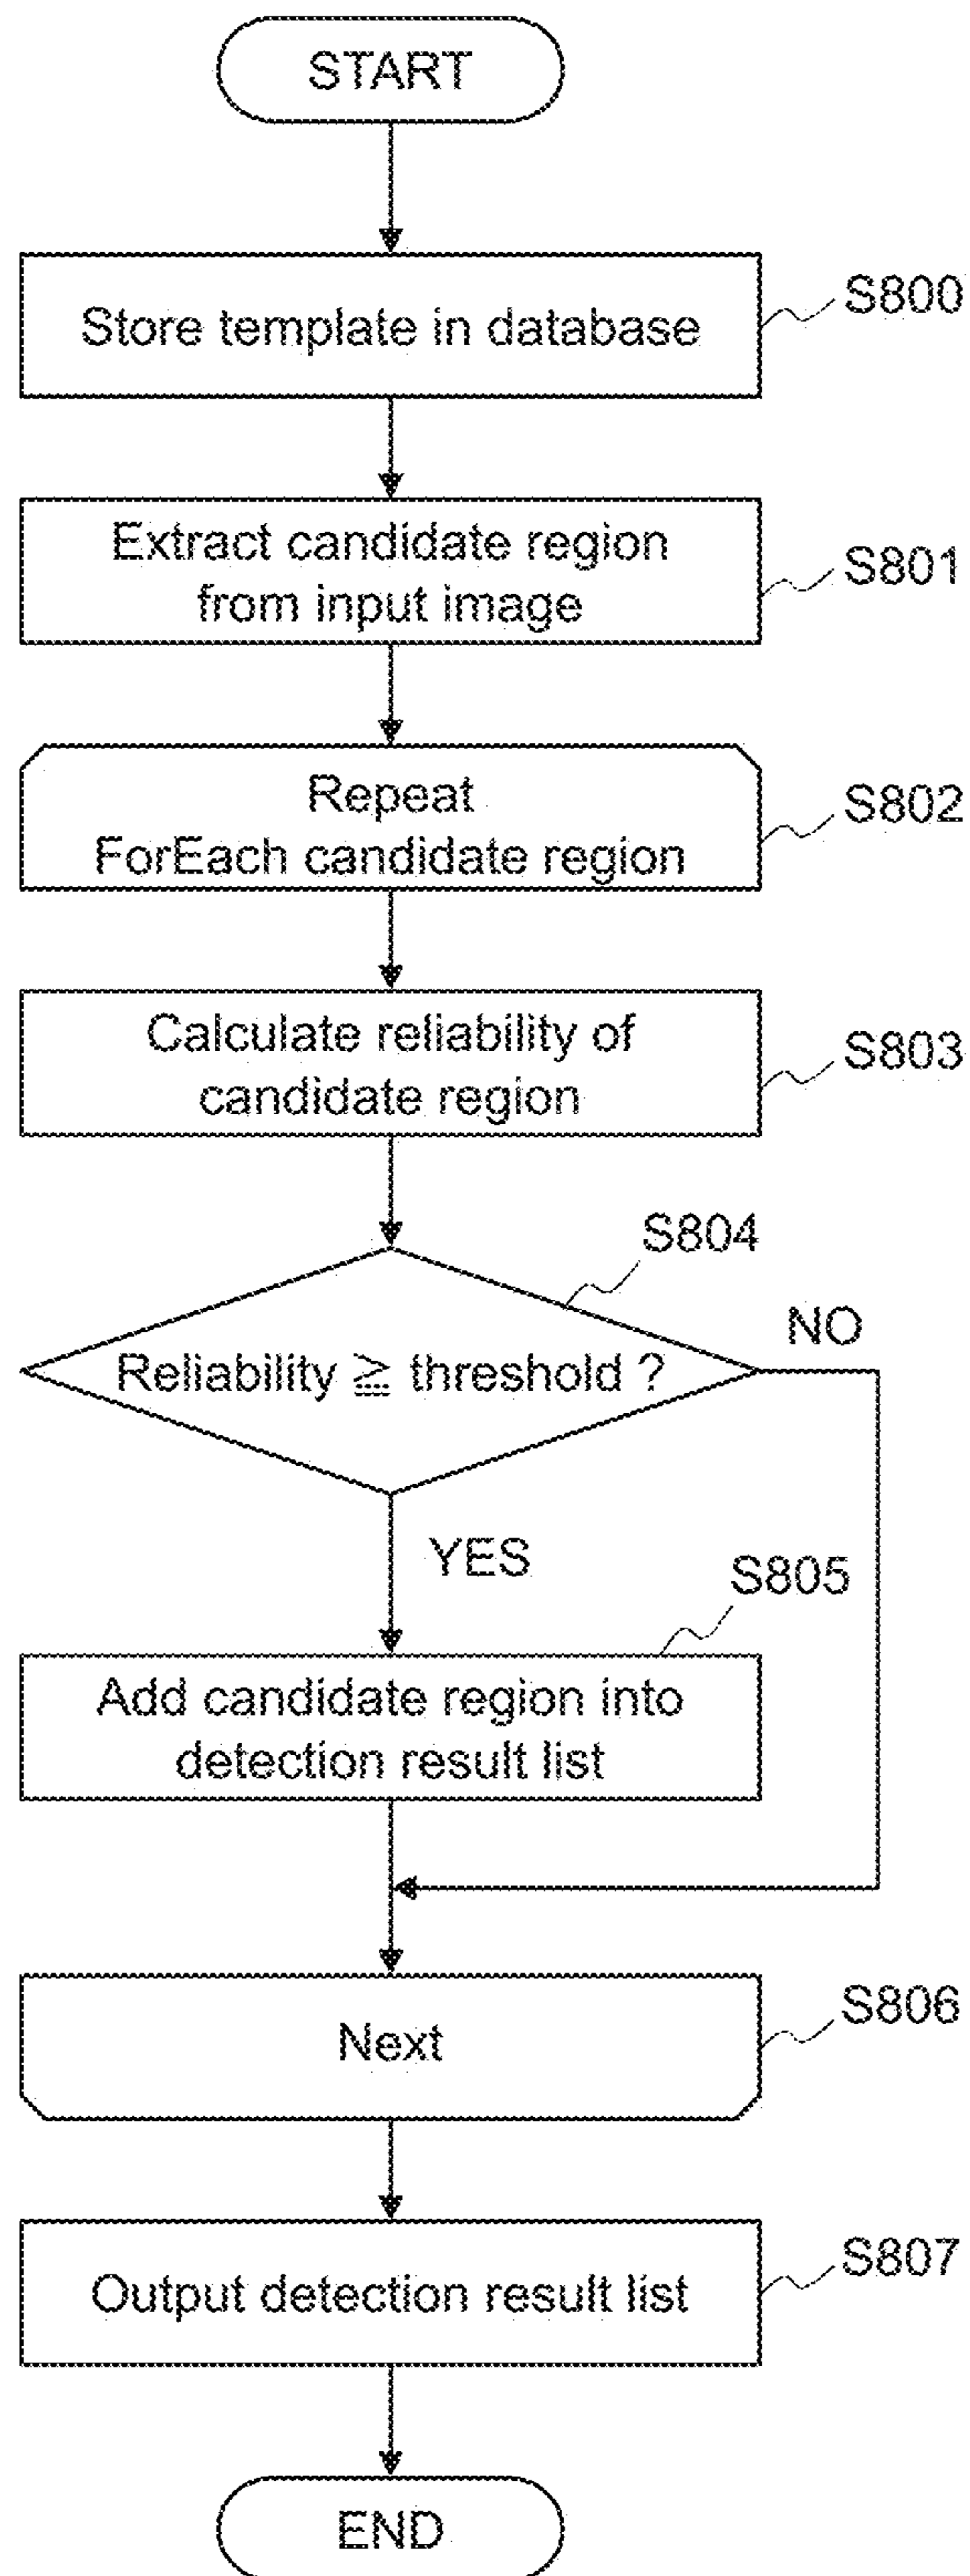 START
Store template in database
S800
Extract candidate region
from input image
S801
Repeat
ForEach candidate region
S802
Calculate reliability of
candidate region
S803
S804
Reliability ≧ threshold ?
NO
YES
S805
Add candidate region into
detection result list
Next
S806
Output detection result list
S807
END